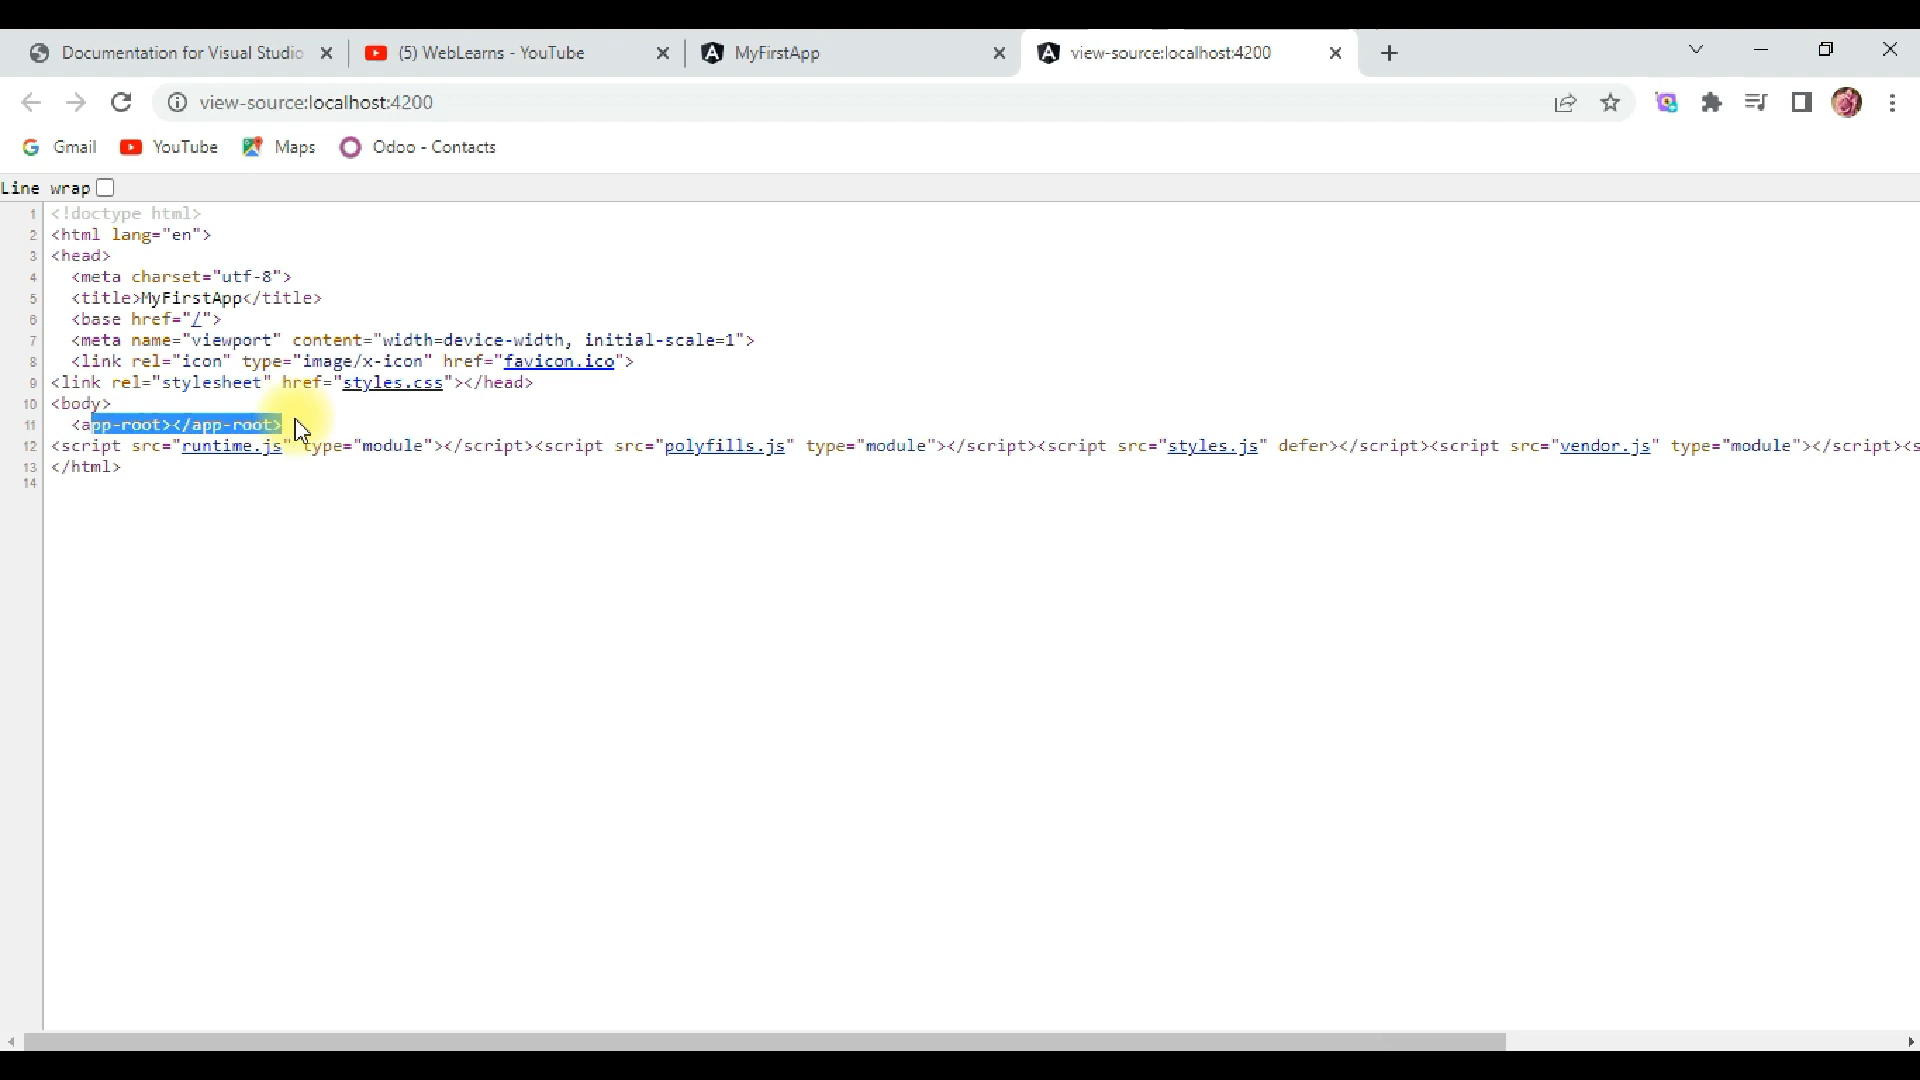 Documentation for Visual Studio
(5) WebLearns - YouTube
MyFirstApp
view-source:localhost:4200
view-source:localhost:4200
Gmail YouTube Maps Odoo - Contacts
Line wrap
1 <!doctype html>
2 <html lang="en">
3 <head>
4 <meta charset="utf-8">
5 <title>MyFirstApp</title>
6 <base href="/">
7 <meta name="viewport" content="width=device-width, initial-scale=1">
8 <link rel="icon" type="image/x-icon" href="favicon.ico">
9 <link rel="stylesheet" href="styles.css"></head>
10 <body>
11 <app-root></app-root>
12 <script src="runtime.js" type="module"></script><script src="polyfills.js" type="module"></script><script src="styles.js" defer></script><script src="vendor.js" type="module"></script><s
13 </html>
14